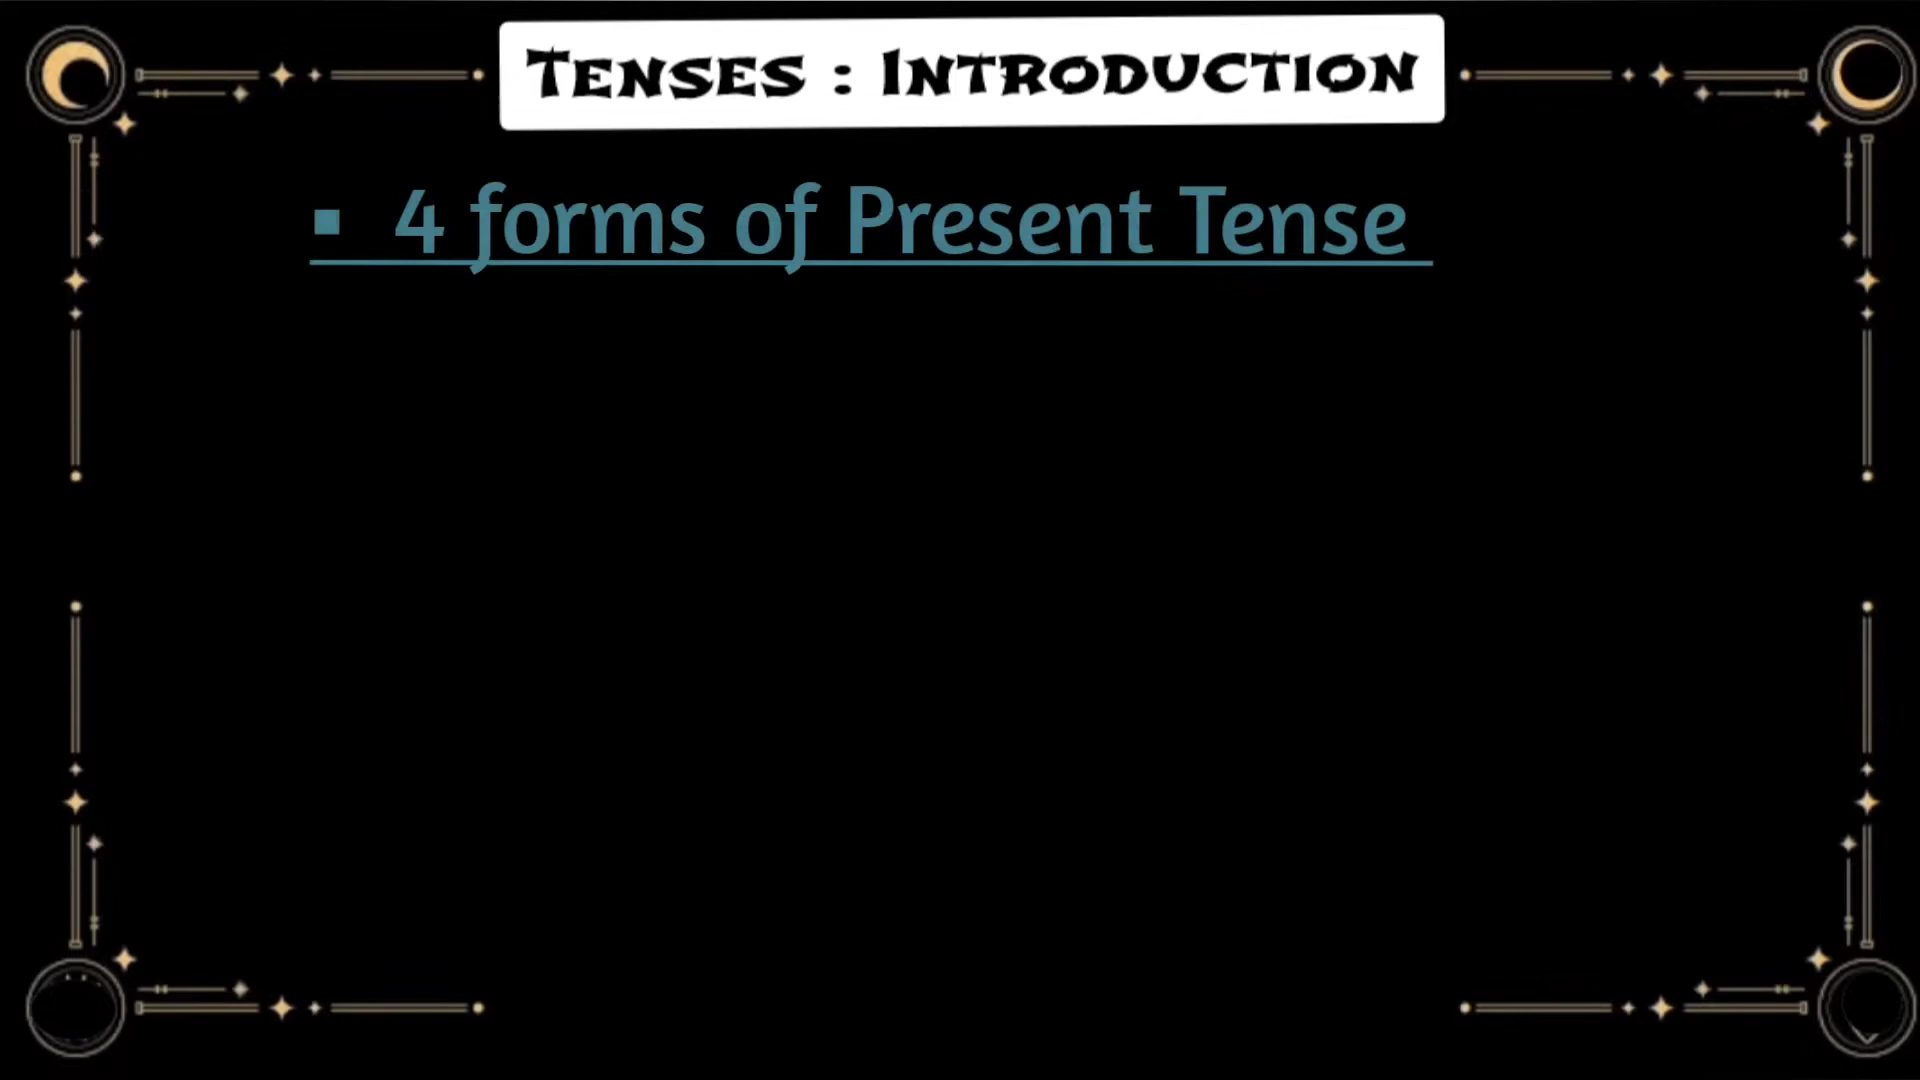 Tenses : Introduction
▪ 4 forms of Present Tense